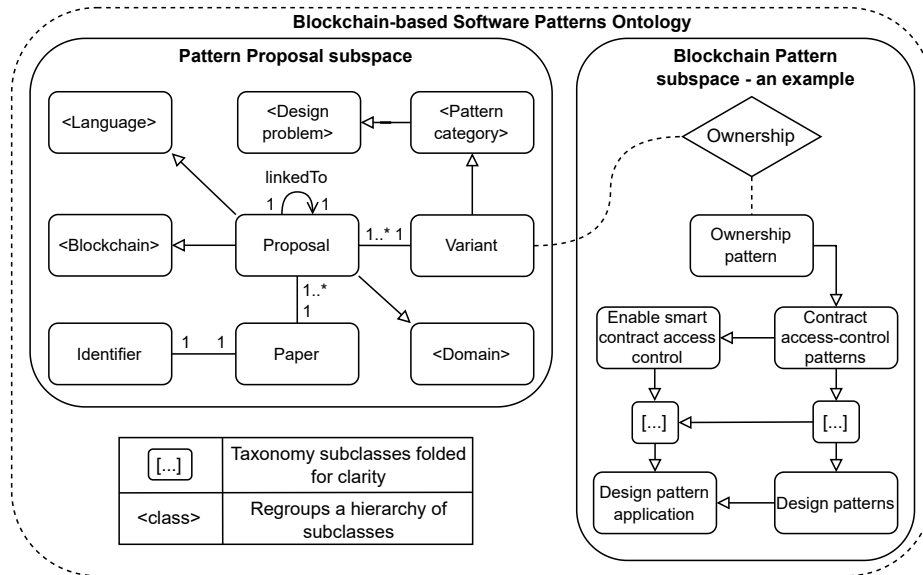 Blockchain-based Software Patterns Ontology
Pattern Proposal subspace
<Language>
<Design
problem>
<Pattern
category>
linkedTo
1 1
<Blockchain>
Proposal
1..* 1
Variant
1..*
1
Identifier
1 1
Paper
<Domain>
Blockchain Pattern
subspace - an example
Ownership
Ownership
pattern
Enable smart
contract access
control
Contract
access-control
patterns
[...]
[...]
Design pattern
application
Design patterns
[...]
Taxonomy subclasses folded
for clarity
<class>
Regroups a hierarchy of
subclasses